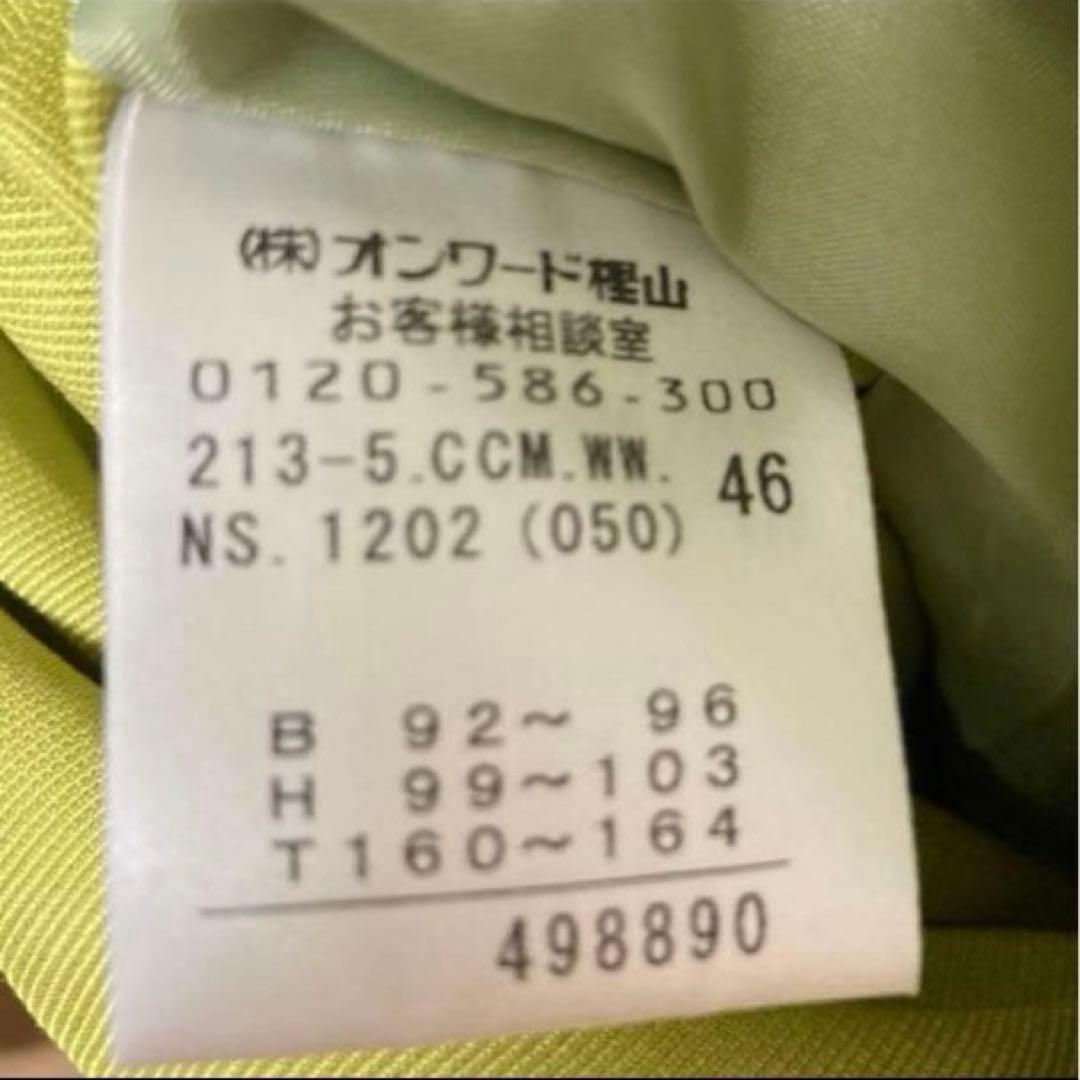 (株)オンワード樫山
お客様相談室
0120-586-300
213-5.CCM.WW. 46
NS.1202(050)
B 92~ 96
H 99~103
T160~164
498890